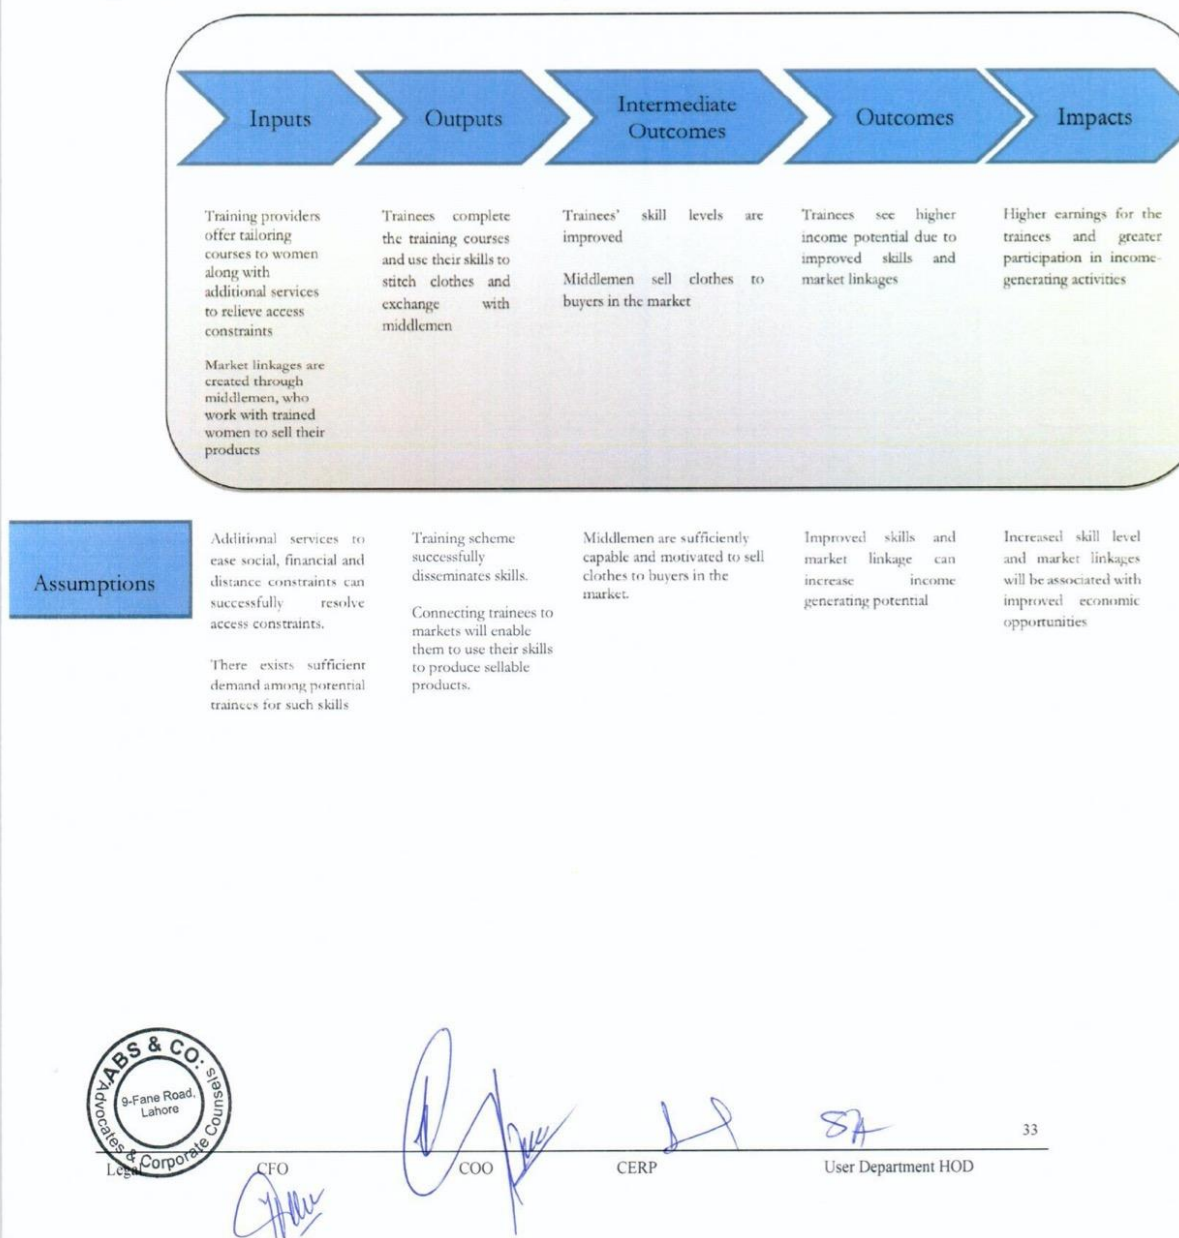 Inputs
Outputs
Intermediate
Outcomes
Outcomes
Impacts
Training providers
offer tailoring
courses to women
along with
additional services
to relieve access
constraints
Market linkages are
created through
middlemen, who
work with trained
women to sell their
products
Trainees complete
the training courses
and use their skills to
stitch clothes and
exchange with
middlemen
Trainees' skill levels are
improved
Middlemen sell clothes to
buyers in the market
Trainees see higher
income potential due to
improved skills and
market linkages
Higher earnings for the
trainees and greater
participation in income-
generating activities
Assumptions
Additional services to
ease social, financial and
distance constraints can
successfully resolve
access constraints.
There exists sufficient
demand among potential
trainees for such skills
Training scheme
successfully
disseminates skills.
Connecting trainees to
markets will enable
them to use their skills
to produce sellable
products.
Middlemen are sufficiently
capable and motivated to sell
clothes to buyers in the
market.
Improved skills and
market linkage can
increase income
generating potential
Increased skill level
and market linkages
will be associated with
improved economic
opportunities
ABS & CO:
Advocates & Corporate Counsels
9-Fane Road,
Lahore
SA
33
Legal
CFO
COO
CERP
User Department HOD